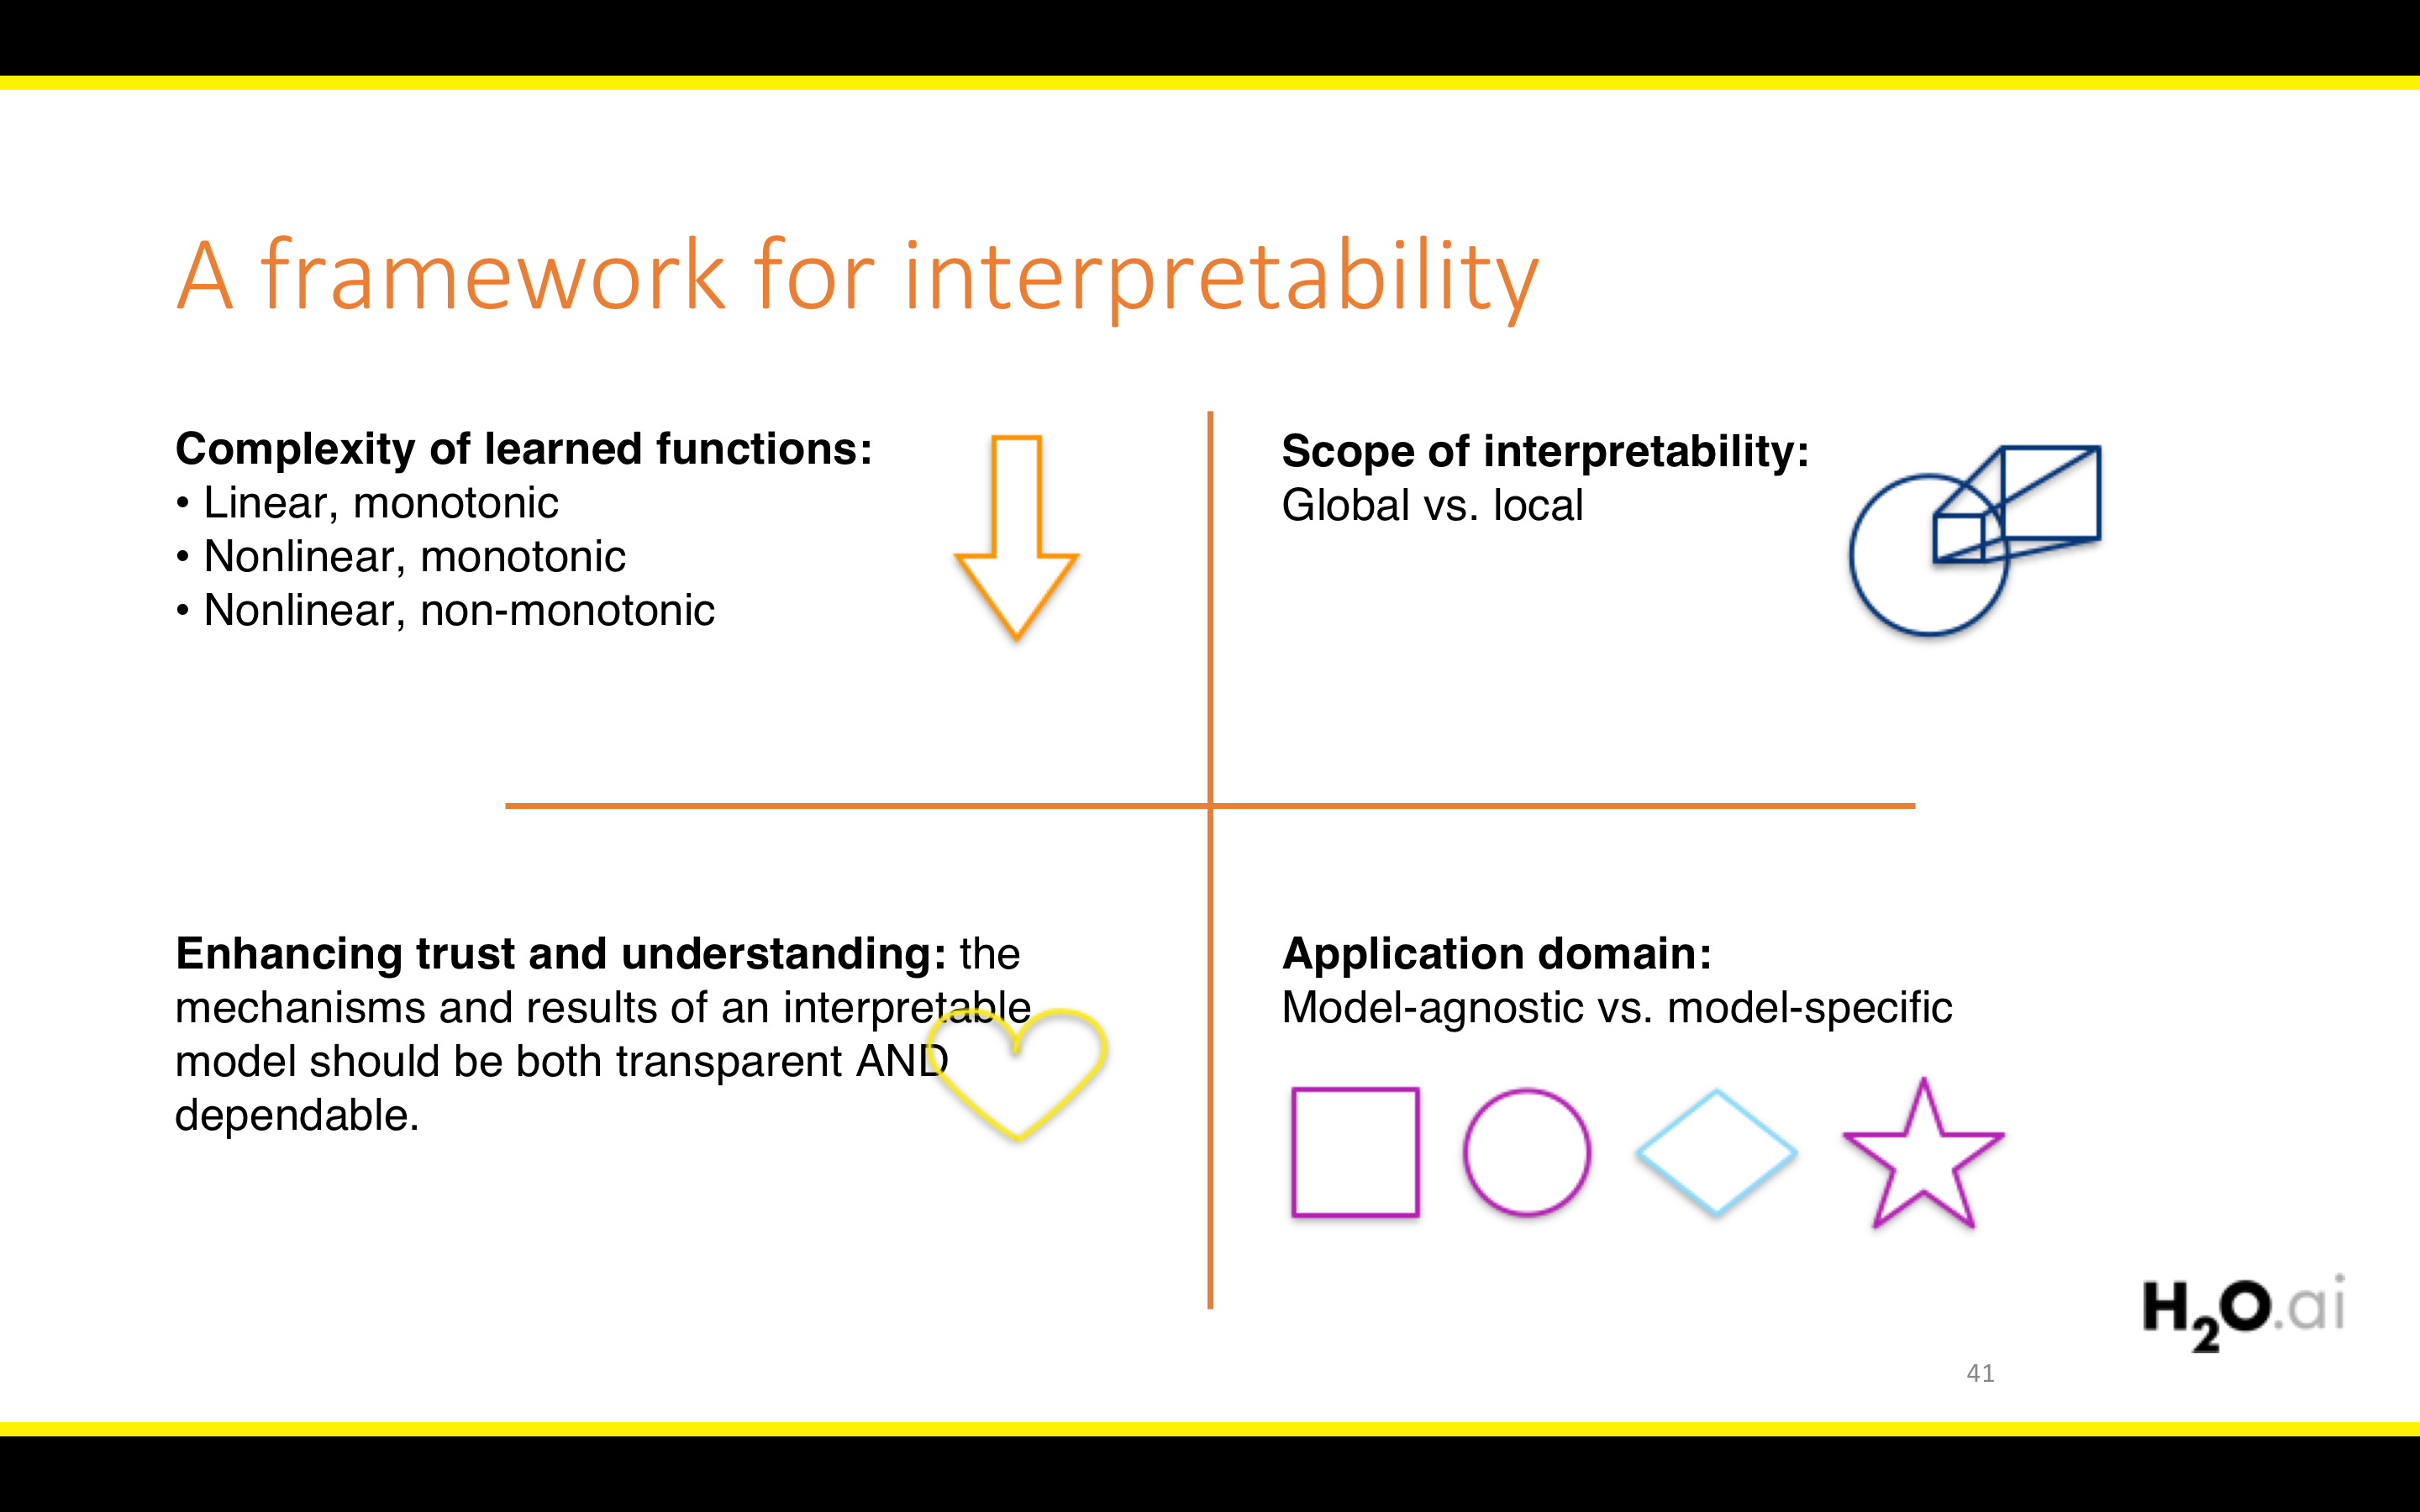 A framework for interpretability
Complexity of learned functions:
• Linear, monotonic
• Nonlinear, monotonic
• Nonlinear, non-monotonic
Scope of interpretability:
Global vs. local
Enhancing trust and understanding: the
mechanisms and results of an interpretable
model should be both transparent AND
dependable.
Application domain:
Model-agnostic vs. model-specific
H2O.ai
41